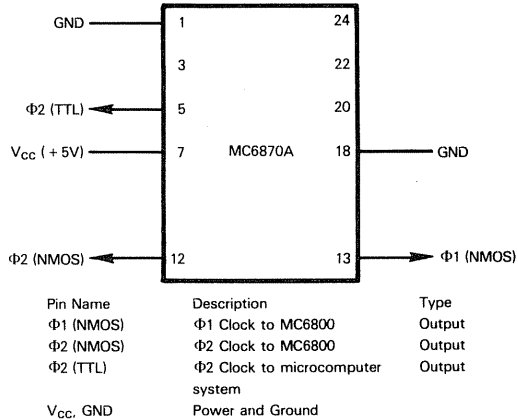 GND 1 24
3 22
Φ2 (TTL) 5 20
VCC ( + 5V) 7 MC6870A 18 GND
Φ2 (NMOS) 12 13 Φ1 (NMOS)
Pin Name Description Type
Φ1 (NMOS) Φ1 Clock to MC6800 Output
Φ2 (NMOS) Φ2 Clock to MC6800 Output
Φ2 (TTL) Φ2 Clock to microcomputer Output
system
VCC, GND Power and Ground